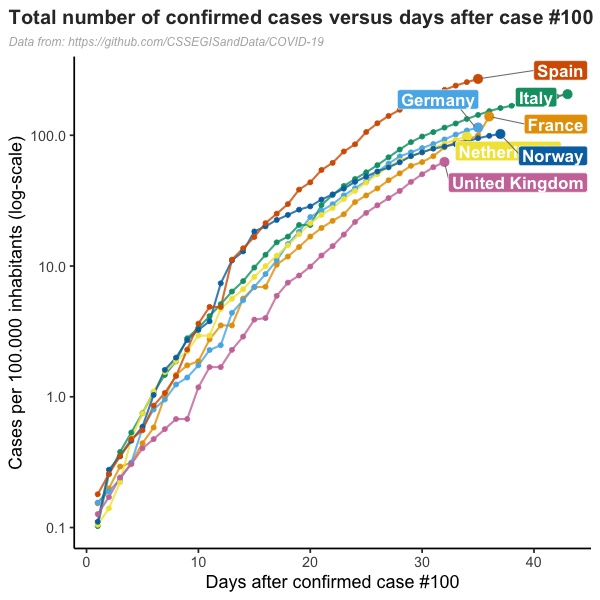 Total number of confirmed cases versus days after case #100
Data from: https://github.com/CSSEGISandData/COVID-19
Cases per 100.000 inhabitants (log-scale)
100.0
10.0
1.0
0.1
Spain
Germany
Italy
France
Norway
United Kingdom
0 10 20 30 40
Days after confirmed case #100